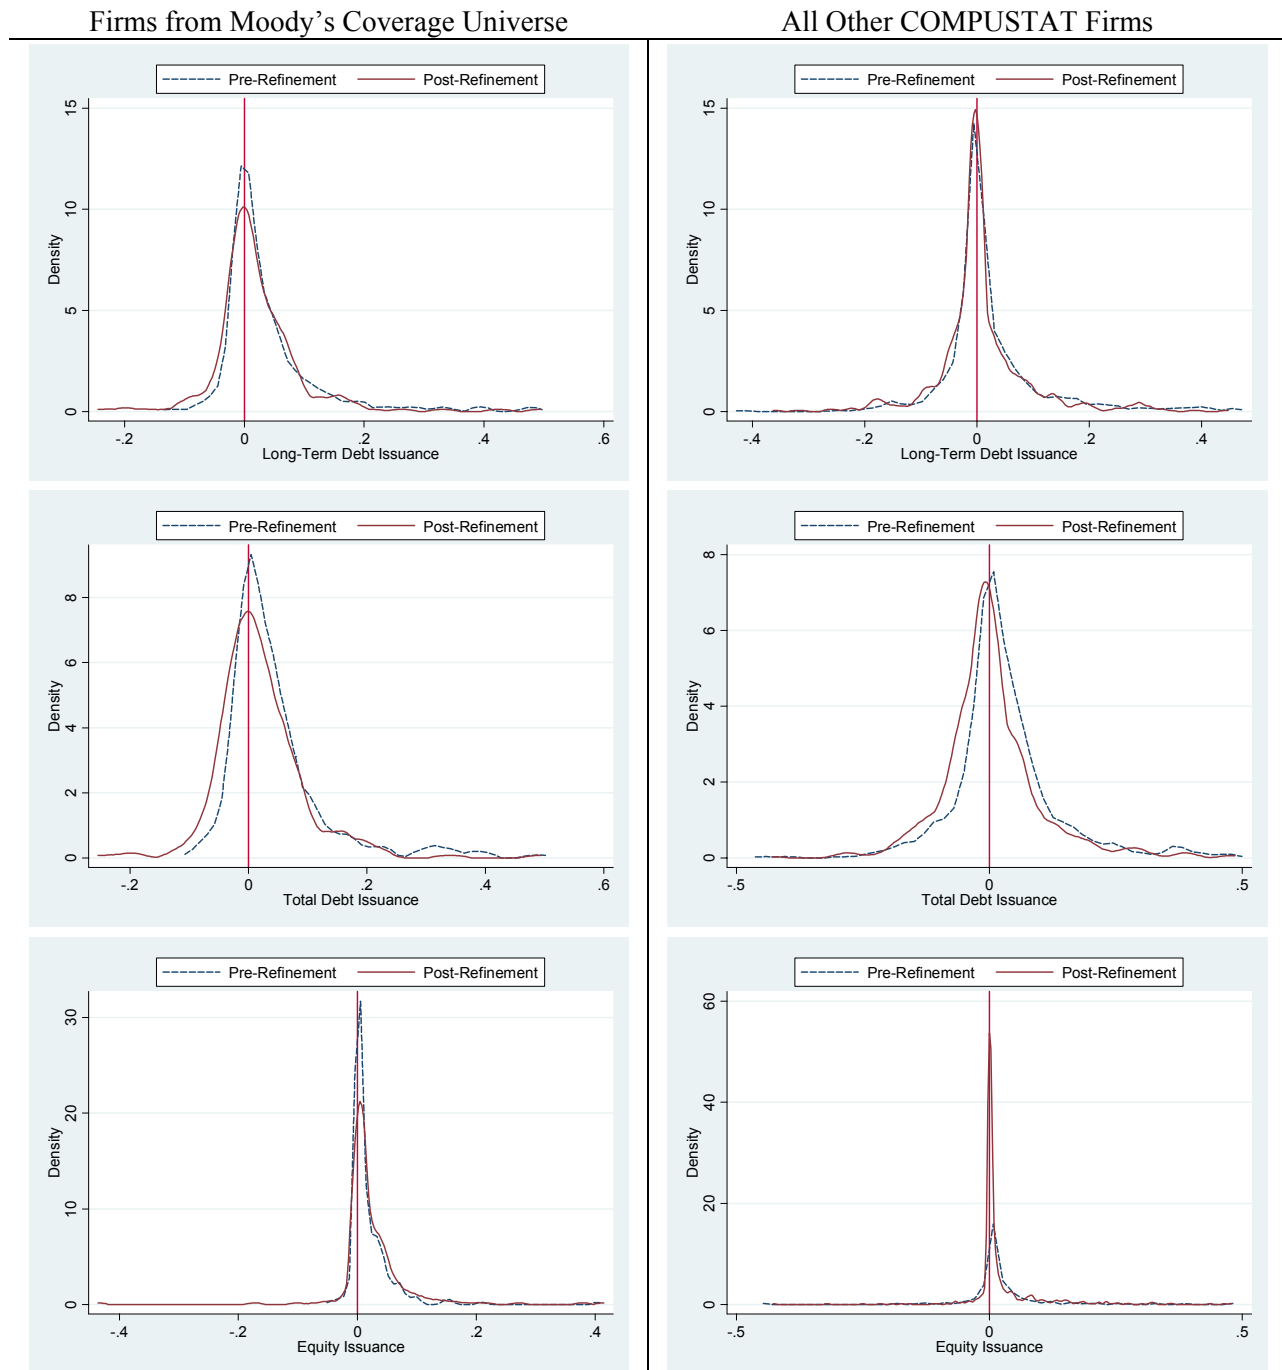 Firms from Moody's Coverage Universe
All Other COMPUSTAT Firms
Pre-Refinement Post-Refinement
15
10
5
0
Density
-.2 0 .2 .4 .6
Long-Term Debt Issuance
Pre-Refinement Post-Refinement
15
10
5
0
Density
-.4 -.2 0 .2 .4
Long-Term Debt Issuance
Pre-Refinement Post-Refinement
8
6
4
2
0
Density
-.2 0 .2 .4 .6
Total Debt Issuance
Pre-Refinement Post-Refinement
8
6
4
2
0
Density
-.5 0 .5
Total Debt Issuance
Pre-Refinement Post-Refinement
30
20
10
0
Density
-.4 -.2 0 .2 .4
Equity Issuance
Pre-Refinement Post-Refinement
60
40
20
0
Density
-.5 0 .5
Equity Issuance